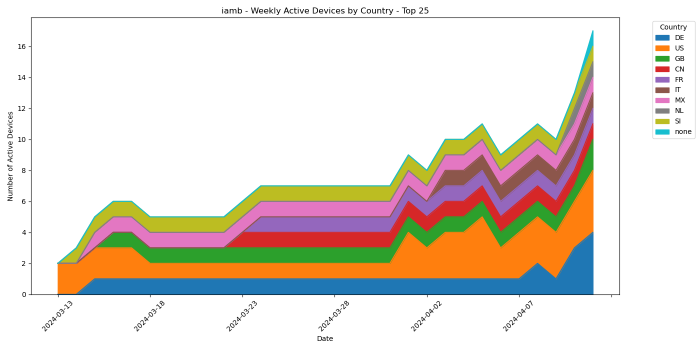 iamb - Weekly Active Devices by Country - Top 25
Number of Active Devices
16
14
12
10
8
6
4
2
0
2024-03-13
2024-03-18
2024-03-23
2024-03-28
2024-04-02
2024-04-07
Date
Country
DE
US
GB
CN
FR
IT
MX
NL
SI
none